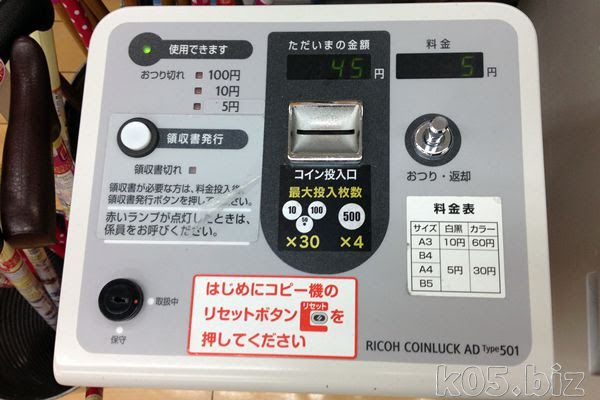 使用できます
おつり切れ 100円
10円
5円
領収書発行
領収書切れ
領収書が必要な方は、料金投入後
領収書発行ボタンを押してください。
赤いランプが点灯したときは、
係員をお呼びください。
取扱中
保守
ただいまの金額
45 円
コイン投入口
最大投入枚数
10 50 100 500
×30 ×4
料金
5 円
おつり・返却
料金表
サイズ 白黒 カラー
A3 10円 60円
B4
A4 5円 30円
B5
はじめにコピー機の
リセットボタン リセット を
押してください
RICOH COINLUCK AD Type501
k05.biz